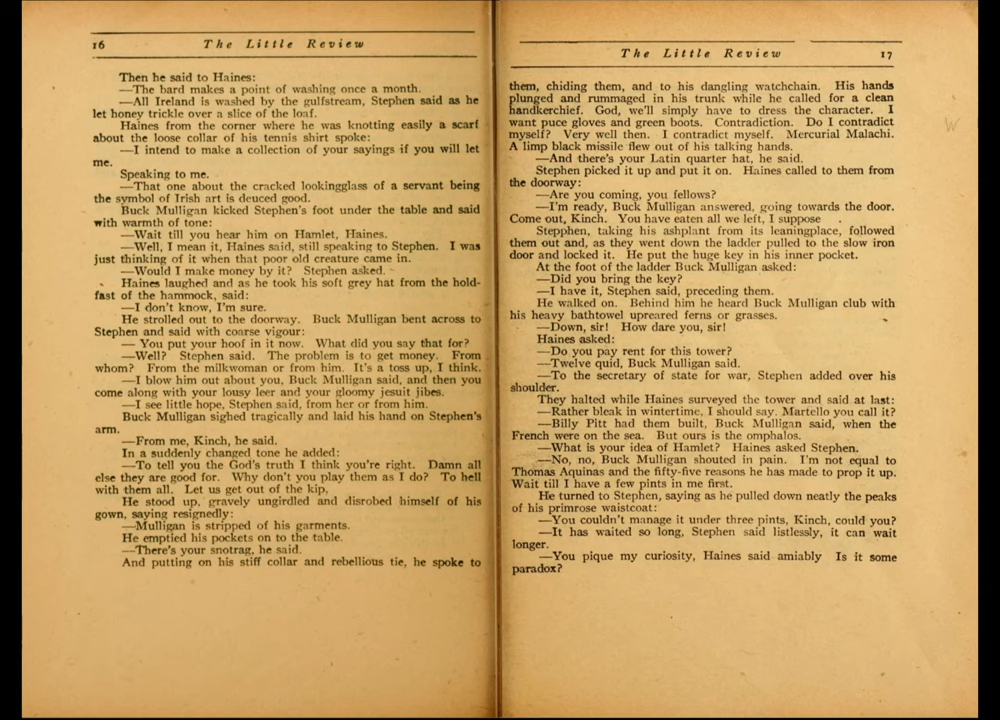 16
The Little Review
Then he said to Haines:
—The bard makes a point of washing once a month.
—All Ireland is washed by the gulfstream, Stephen said as he
let honey trickle over a slice of the loaf.
Haines from the corner where he was knotting easily a scarf
about the loose collar of his tennis shirt spoke:
—I intend to make a collection of your sayings if you will let
me.
Speaking to me.
—That one about the cracked lookingglass of a servant being
the symbol of Irish art is deuced good.
Buck Mulligan kicked Stephen's foot under the table and said
with warmth of tone:
—Wait till you hear him on Hamlet, Haines.
—Well, I mean it, Haines said, still speaking to Stephen. I was
just thinking of it when that poor old creature came in.
—Would I make money by it? Stephen asked.
Haines laughed and as he took his soft grey hat from the hold-
fast of the hammock, said:
—I don't know, I'm sure.
He strolled out to the doorway. Buck Mulligan bent across to
Stephen and said with coarse vigour:
— You put your hoof in it now. What did you say that for?
—Well? Stephen said. The problem is to get money. From
whom? From the milkwoman or from him. It's a toss up, I think.
—I blow him out about you, Buck Mulligan said, and then you
come along with your lousy leer and your gloomy jesuit jibes.
—I see little hope, Stephen said, from her or from him.
Buck Mulligan sighed tragically and laid his hand on Stephen's
arm.
—From me, Kinch, he said.
In a suddenly changed tone he added:
—To tell you the God's truth I think you're right. Damn all
else they are good for. Why don't you play them as I do? To hell
with them all. Let us get out of the kip.
He stood up, gravely ungirdled and disrobed himself of his
gown, saying resignedly:
—Mulligan is stripped of his garments.
He emptied his pockets on to the table.
—There's your snotrag, he said.
And putting on his stiff collar and rebellious tie, he spoke to
The Little Review
17
them, chiding them, and to his dangling watchchain. His hands
plunged and rummaged in his trunk while he called for a clean
handkerchief. God, we'll simply have to dress the character. I
want puce gloves and green boots. Contradiction. Do I contradict
myself? Very well then. I contradict myself. Mercurial Malachi.
A limp black missile flew out of his talking hands.
—And there's your Latin quarter hat, he said.
Stephen picked it up and put it on. Haines called to them from
the doorway:
—Are you coming, you fellows?
—I'm ready, Buck Mulligan answered, going towards the door.
Come out, Kinch. You have eaten all we left, I suppose .
Stepphen, taking his ashplant from its leaningplace, followed
them out and, as they went down the ladder pulled to the slow iron
door and locked it. He put the huge key in his inner pocket.
At the foot of the ladder Buck Mulligan asked:
—Did you bring the key?
—I have it, Stephen said, preceding them.
He walked on. Behind him he heard Buck Mulligan club with
his heavy bathtowel upreared ferns or grasses.
—Down, sir! How dare you, sir!
Haines asked:
—Do you pay rent for this tower?
—Twelve quid, Buck Mulligan said.
—To the secretary of state for war, Stephen added over his
shoulder.
They halted while Haines surveyed the tower and said at last:
—Rather bleak in wintertime, I should say. Martello you call it?
—Billy Pitt had them built, Buck Mulligan said, when the
French were on the sea. But ours is the omphalos.
—What is your idea of Hamlet? Haines asked Stephen.
—No, no, Buck Mulligan shouted in pain. I'm not equal to
Thomas Aquinas and the fifty-five reasons he has made to prop it up.
Wait till I have a few pints in me first.
He turned to Stephen, saying as he pulled down neatly the peaks
of his primrose waistcoat:
—You couldn't manage it under three pints, Kinch, could you?
—It has waited so long, Stephen said listlessly, it can wait
longer.
—You pique my curiosity, Haines said amiably Is it some
paradox?